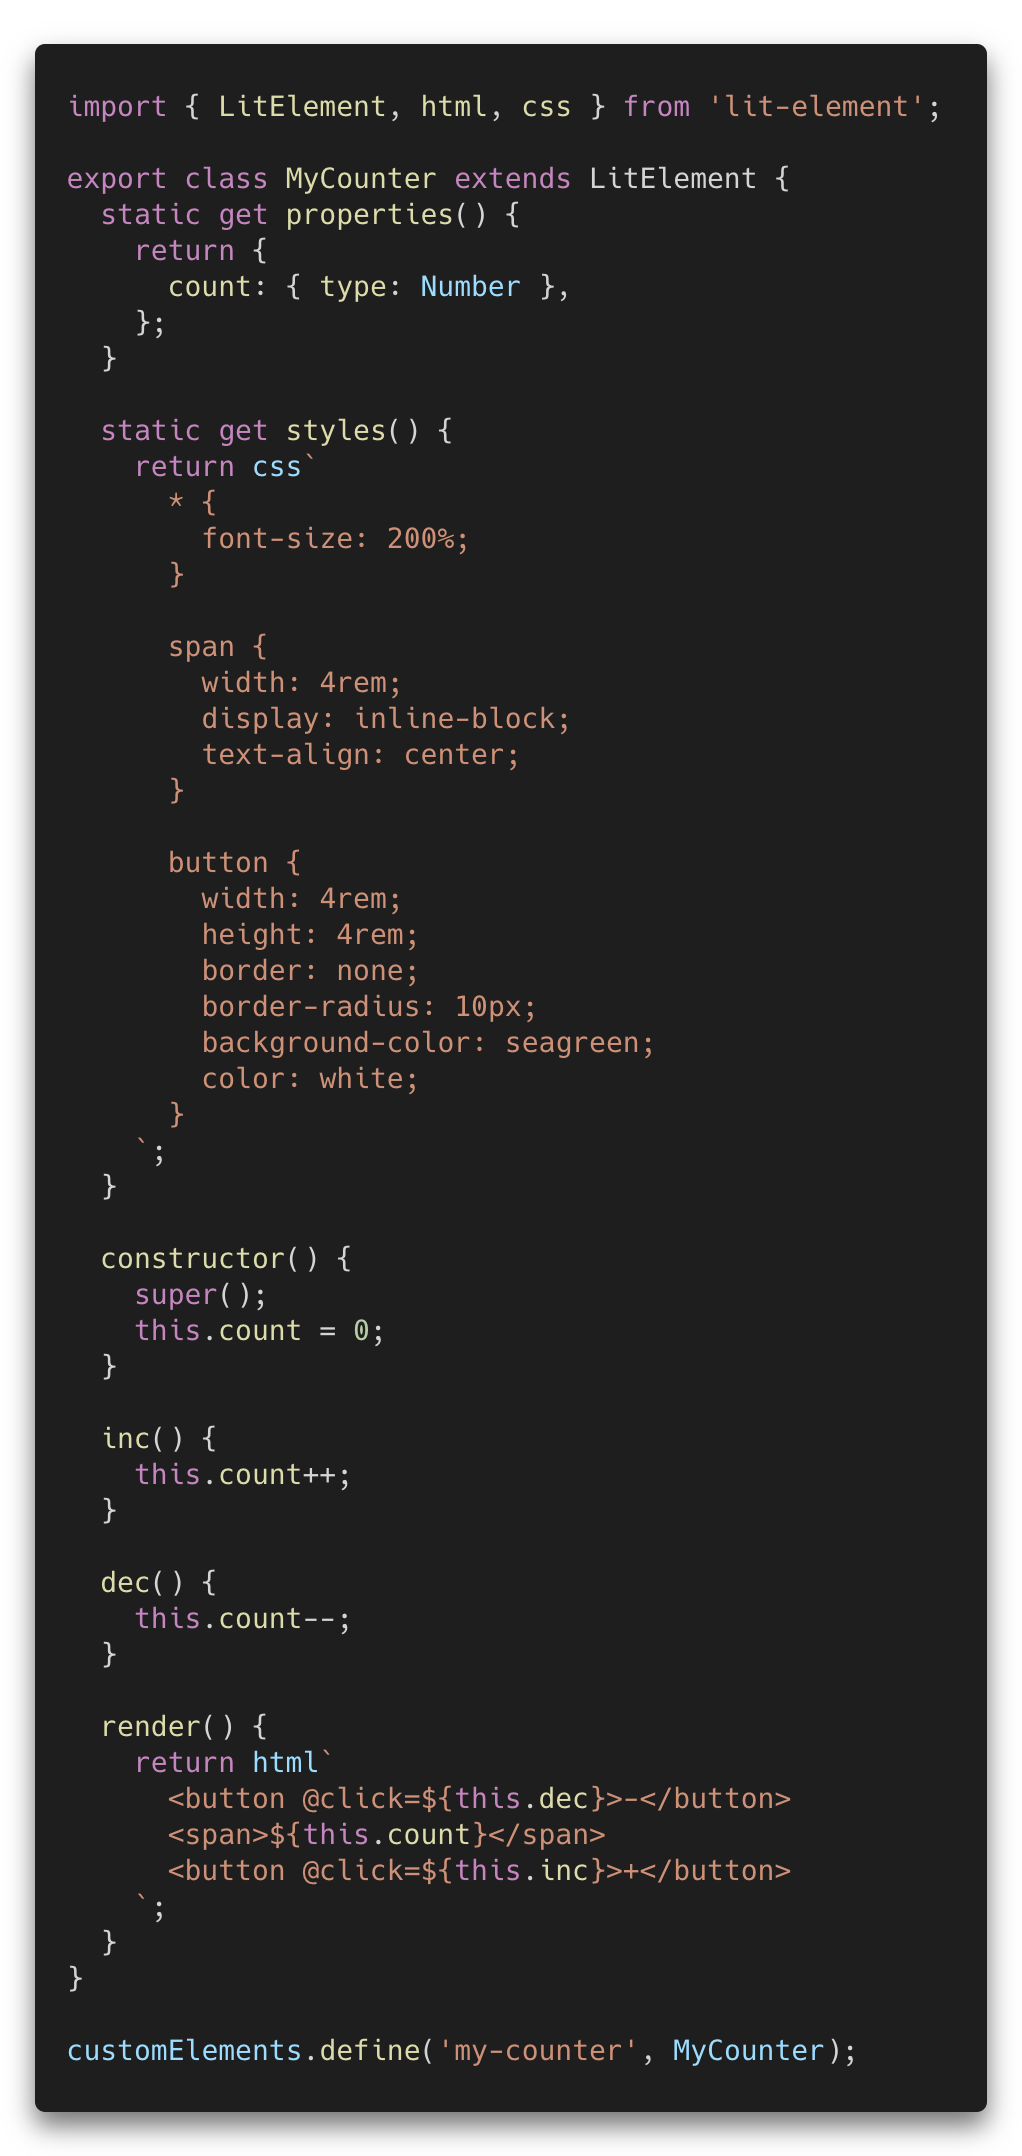 import { LitElement, html, css } from 'lit-element';

export class MyCounter extends LitElement {
  static get properties() {
    return {
      count: { type: Number },
    };
  }

  static get styles() {
    return css`
      * {
        font-size: 200%;
      }

      span {
        width: 4rem;
        display: inline-block;
        text-align: center;
      }

      button {
        width: 4rem;
        height: 4rem;
        border: none;
        border-radius: 10px;
        background-color: seagreen;
        color: white;
      }
    `;
  }

  constructor() {
    super();
    this.count = 0;
  }

  inc() {
    this.count++;
  }

  dec() {
    this.count--;
  }

  render() {
    return html`
      <button @click=${this.dec}>-</button>
      <span>${this.count}</span>
      <button @click=${this.inc}>+</button>
    `;
  }
}

customElements.define('my-counter', MyCounter);